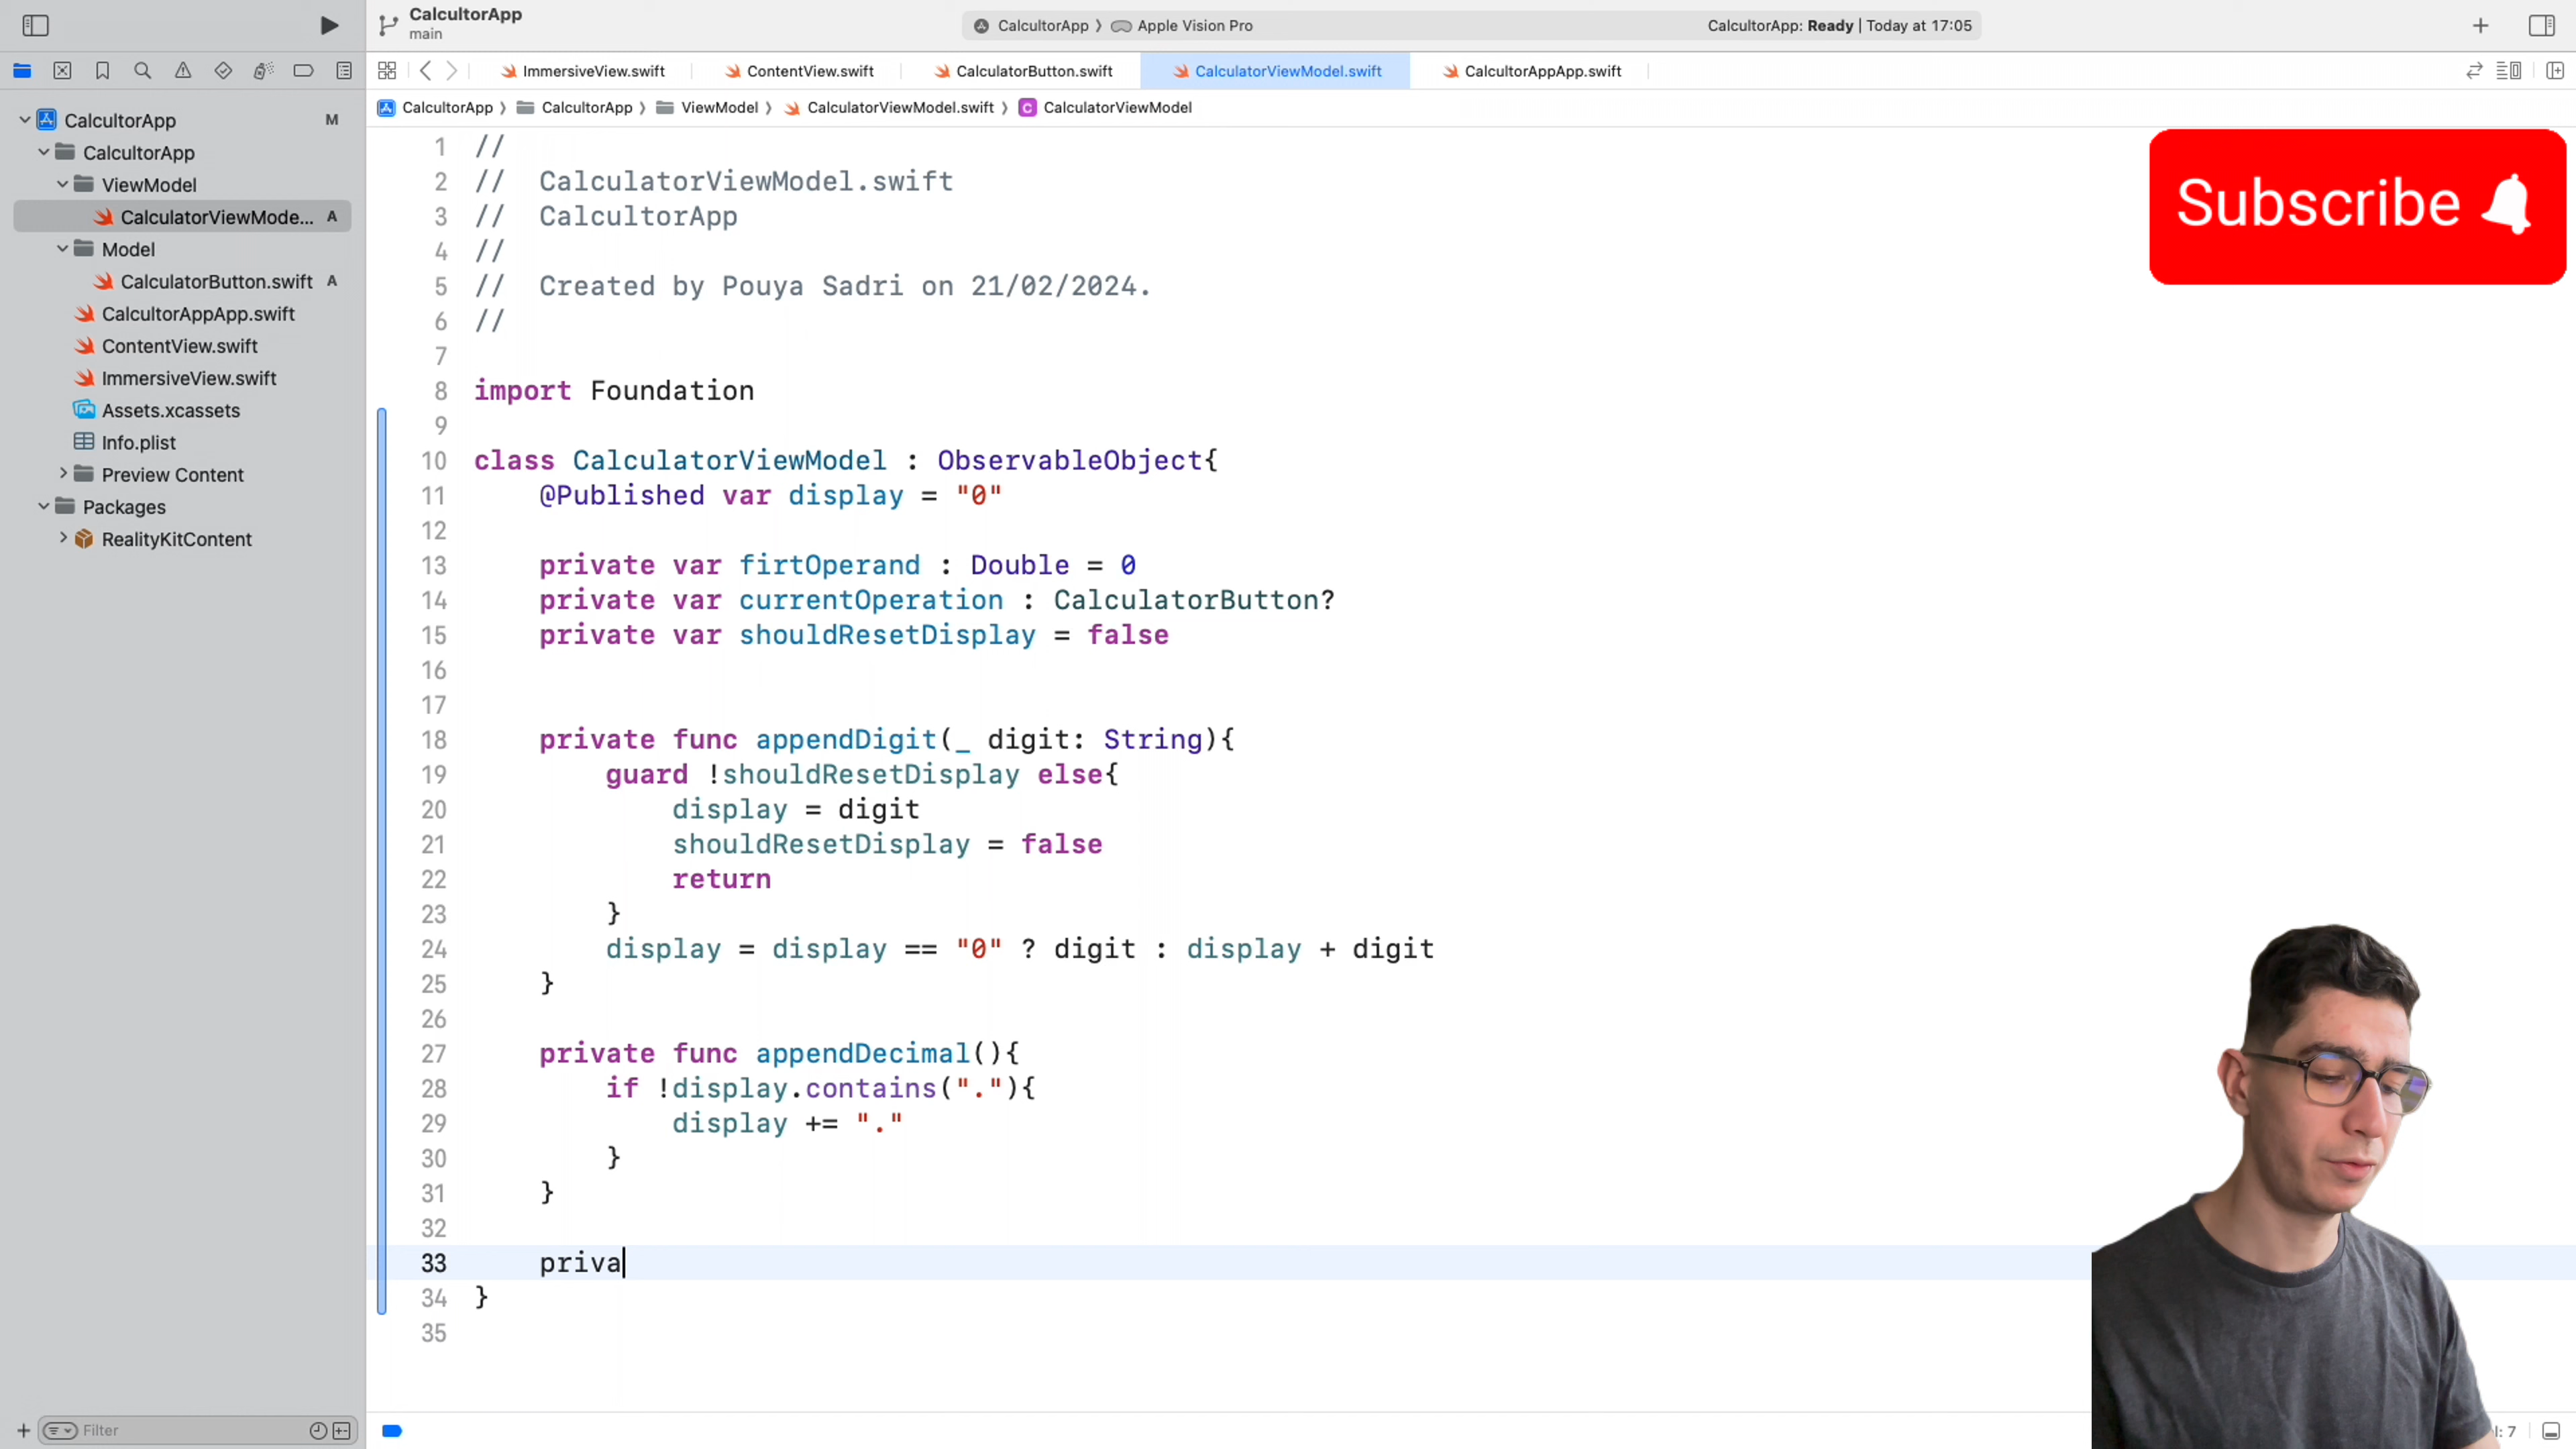 CalcultorApp
main
CalcultorApp 〉 Apple Vision Pro
CalcultorApp: Ready | Today at 17:05
ImmersiveView.swift
ContentView.swift
CalculatorButton.swift
CalculatorViewModel.swift
CalcultorAppApp.swift
CalcultorApp 〉 CalcultorApp 〉 ViewModel 〉 CalculatorViewModel.swift 〉 C CalculatorViewModel
CalcultorApp M
CalcultorApp
ViewModel
CalculatorViewMode... A
Model
CalculatorButton.swift A
CalcultorAppApp.swift
ContentView.swift
ImmersiveView.swift
Assets.xcassets
Info.plist
Preview Content
Packages
RealityKitContent
Filter
1 //
2 //  CalculatorViewModel.swift
3 //  CalcultorApp
4 //
5 //  Created by Pouya Sadri on 21/02/2024.
6 //
7
8 import Foundation
9
10 class CalculatorViewModel : ObservableObject{
11     @Published var display = "0"
12
13     private var firtOperand : Double = 0
14     private var currentOperation : CalculatorButton?
15     private var shouldResetDisplay = false
16
17
18     private func appendDigit(_ digit: String){
19         guard !shouldResetDisplay else{
20             display = digit
21             shouldResetDisplay = false
22             return
23         }
24         display = display == "0" ? digit : display + digit
25     }
26
27     private func appendDecimal(){
28         if !display.contains("."){
29             display += "."
30         }
31     }
32
33     priva
34 }
35
Subscribe
l: 7